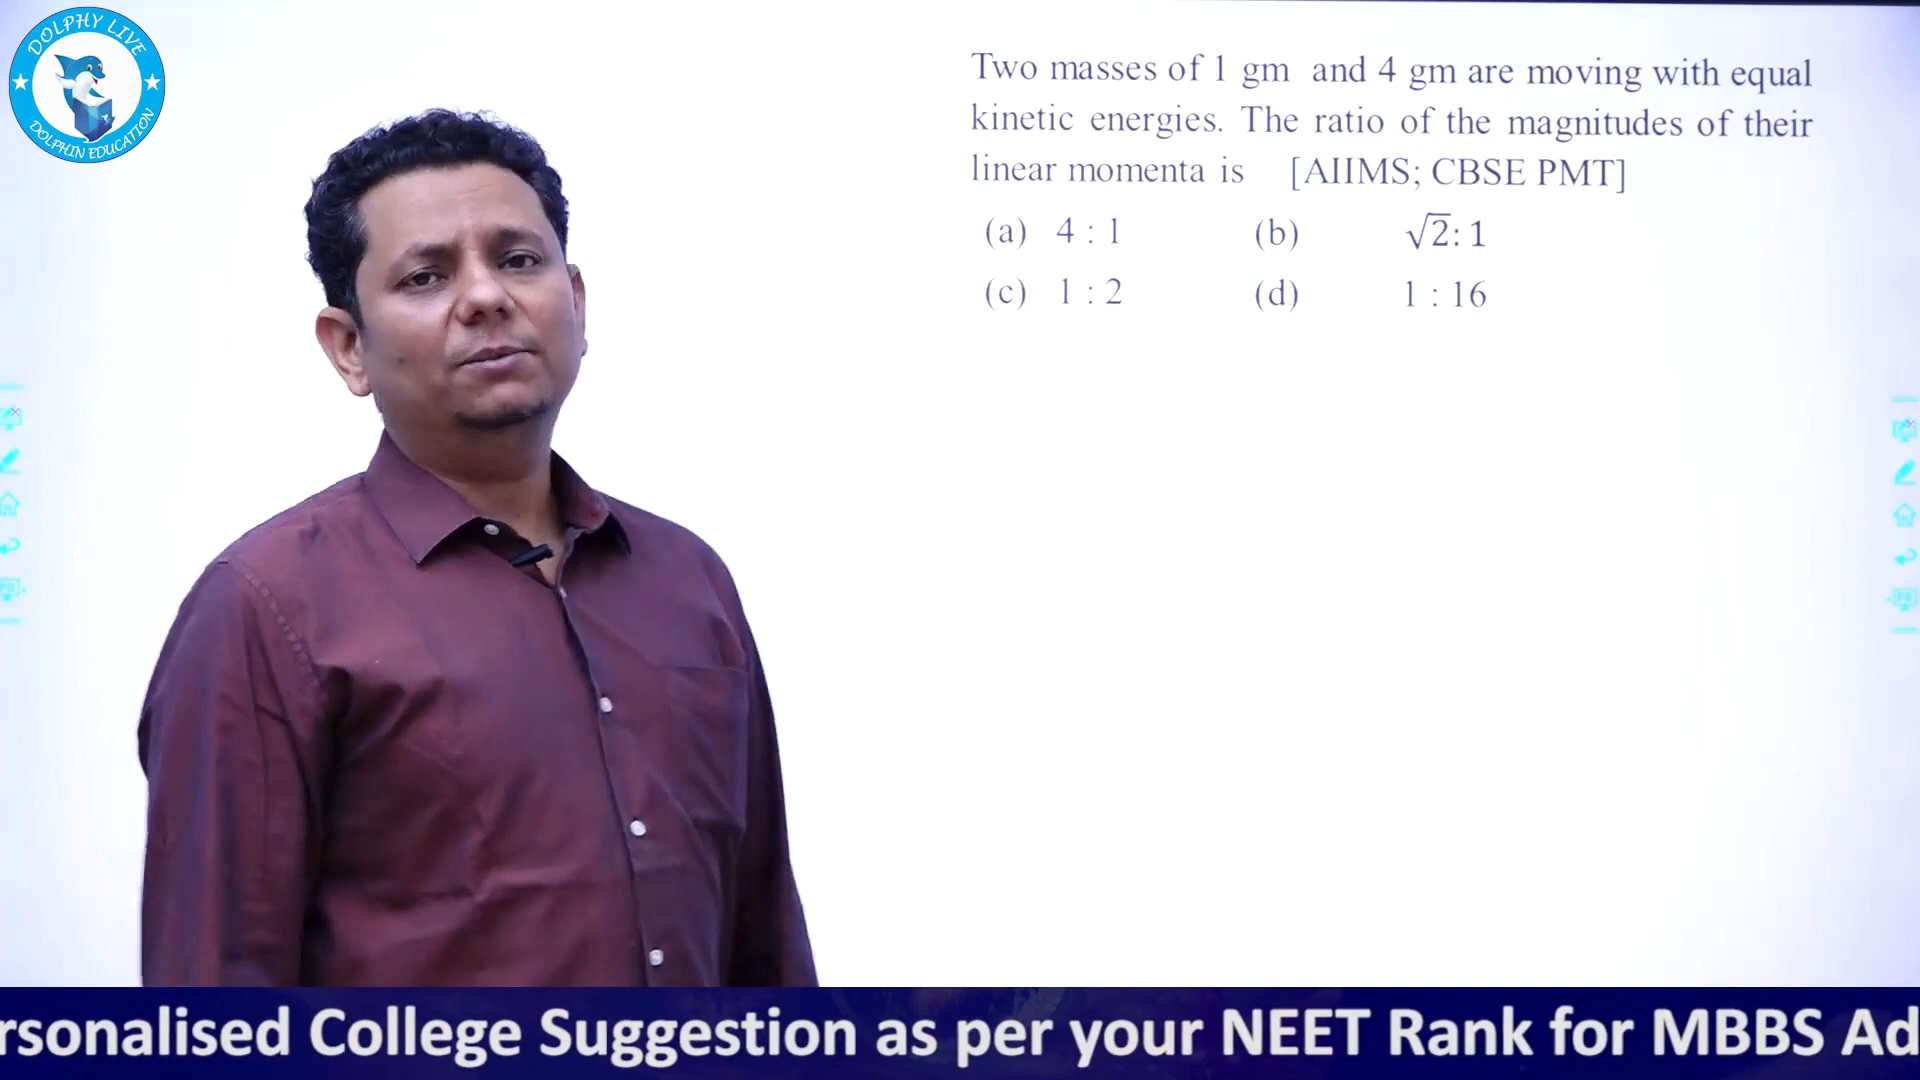 DOLPHY LIVE
DOLPHIN EDUCATION
Two masses of 1 gm and 4 gm are moving with equal
kinetic energies. The ratio of the magnitudes of their
linear momenta is [AIIMS; CBSE PMT]
(a) 4 : 1 (b) √2: 1
(c) 1 : 2 (d) 1 : 16
rsonalised College Suggestion as per your NEET Rank for MBBS Ad